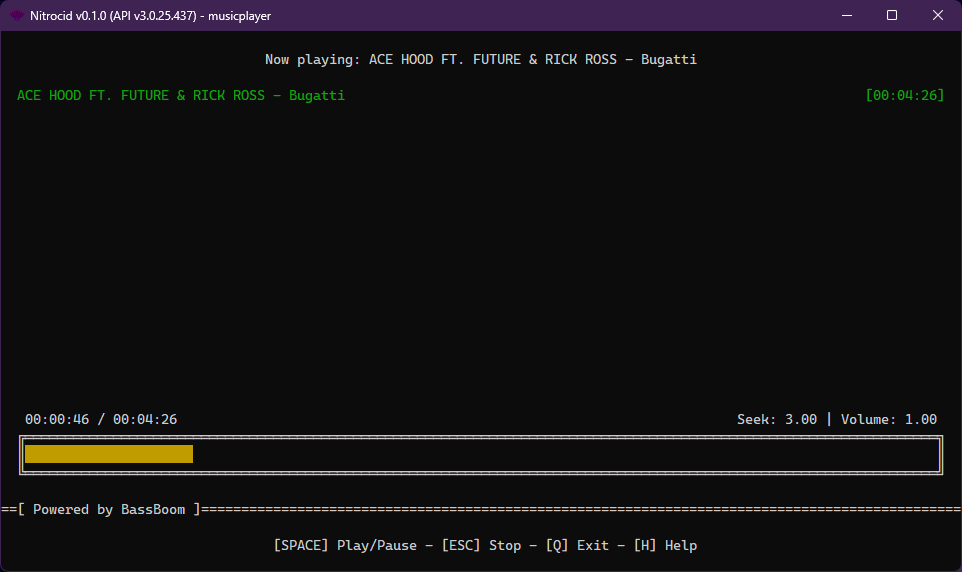 Nitrocid v0.1.0 (API v3.0.25.437) - musicplayer
Now playing: ACE HOOD FT. FUTURE & RICK ROSS - Bugatti
ACE HOOD FT. FUTURE & RICK ROSS - Bugatti [00:04:26]
00:00:46 / 00:04:26 Seek: 3.00 | Volume: 1.00
==[ Powered by BassBoom ]===============================================================================================
[SPACE] Play/Pause - [ESC] Stop - [Q] Exit - [H] Help